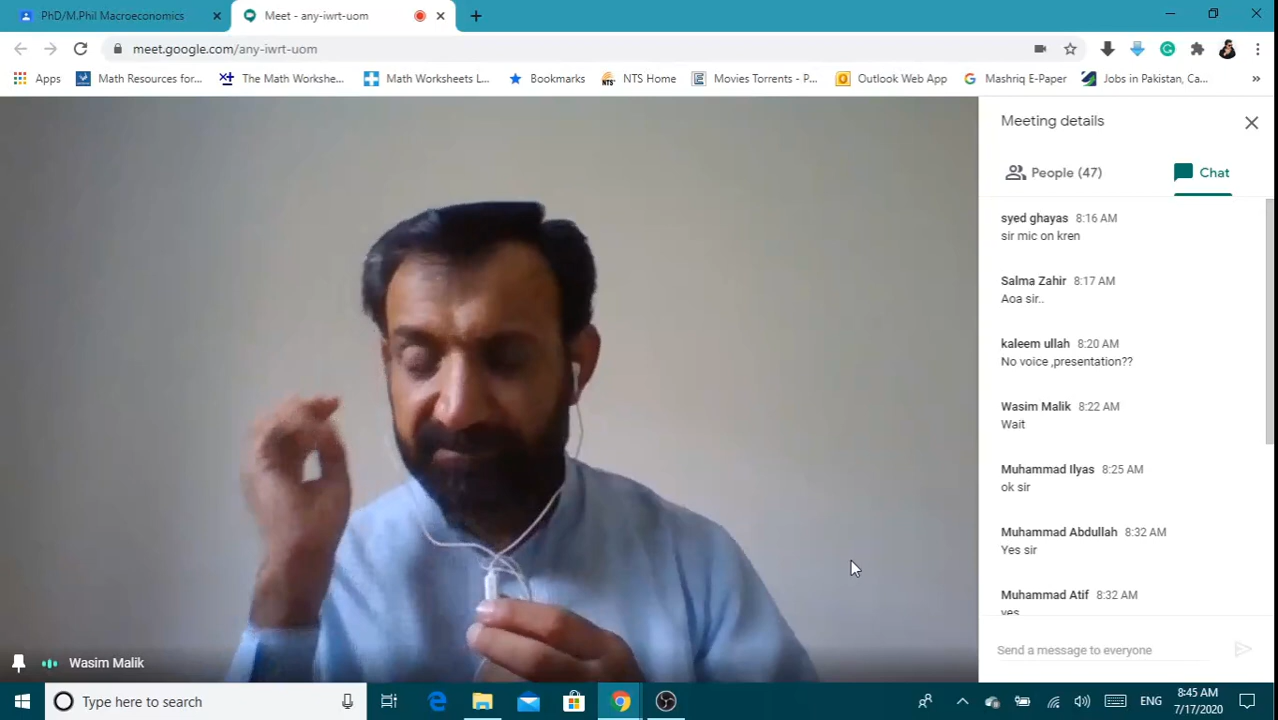 PhD/M.Phil Macroeconomics
Meet - any-iwrt-uom
meet.google.com/any-iwrt-uom
Apps
Math Resources for...
The Math Workshe...
Math Worksheets L...
Bookmarks
NTS Home
Movies Torrents - P...
Outlook Web App
Mashriq E-Paper
Jobs in Pakistan, Ca...
Meeting details
People (47)
Chat
syed ghayas 8:16 AM
sir mic on kren
Salma Zahir 8:17 AM
Aoa sir..
kaleem ullah 8:20 AM
No voice ,presentation??
Wasim Malik 8:22 AM
Wait
Muhammad Ilyas 8:25 AM
ok sir
Muhammad Abdullah 8:32 AM
Yes sir
Muhammad Atif 8:32 AM
yes
Send a message to everyone
Wasim Malik
Type here to search
ENG
8:45 AM
7/17/2020